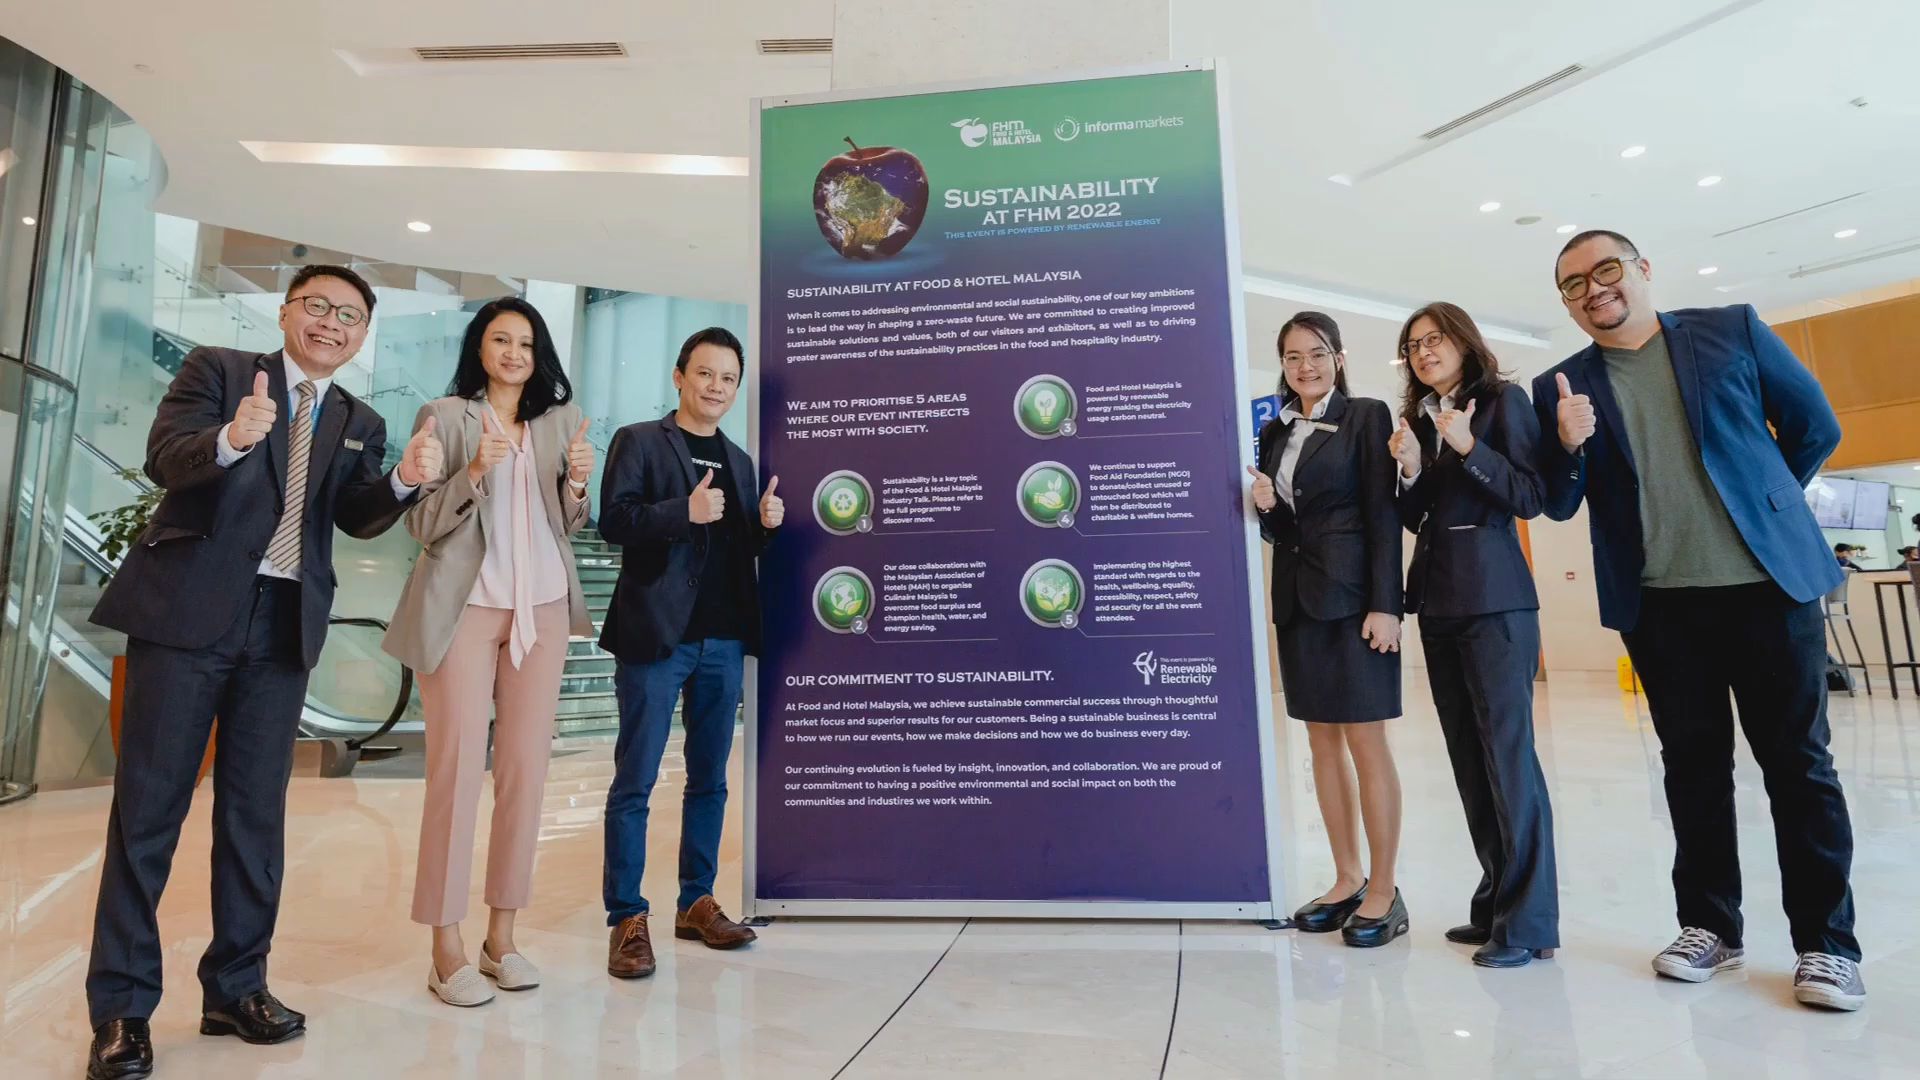 FHM
FOOD & HOTEL
MALAYSIA
informa markets
SUSTAINABILITY
AT FHM 2022
THIS EVENT IS POWERED BY RENEWABLE ENERGY
SUSTAINABILITY AT FOOD & HOTEL MALAYSIA
When it comes to addressing environmental and social sustainability, one of our key ambitions
is to lead the way in shaping a zero-waste future. We are committed to creating improved
sustainable solutions and values, both of our visitors and exhibitors, as well as to driving
greater awareness of the sustainability practices in the food and hospitality industry.
WE AIM TO PRIORITISE 5 AREAS
WHERE OUR EVENT INTERSECTS
THE MOST WITH SOCIETY.
1
Sustainability is a key topic
of the Food & Hotel Malaysia
Industry Talk. Please refer to
the full programme to
discover more.
2
Our close collaborations with
the Malaysian Association of
Hotels (MAH) to organise
Culinaire Malaysia to
overcome food surplus and
champion health, water, and
energy saving.
3
Food and Hotel Malaysia is
powered by renewable
energy making the electricity
usage carbon neutral.
4
We continue to support
Food Aid Foundation (NGO)
to donate/collect unused or
untouched food which will
then be distributed to
charitable & welfare homes.
5
Implementing the highest
standard with regards to the
health, wellbeing, equality,
accessibility, respect, safety
and security for all the event
attendees.
This event is powered by
Renewable
Electricity
OUR COMMITMENT TO SUSTAINABILITY.
At Food and Hotel Malaysia, we achieve sustainable commercial success through thoughtful
market focus and superior results for our customers. Being a sustainable business is central
to how we run our events, how we make decisions and how we do business every day.
Our continuing evolution is fueled by insight, innovation, and collaboration. We are proud of
our commitment to having a positive environmental and social impact on both the
communities and industires we work within.
3